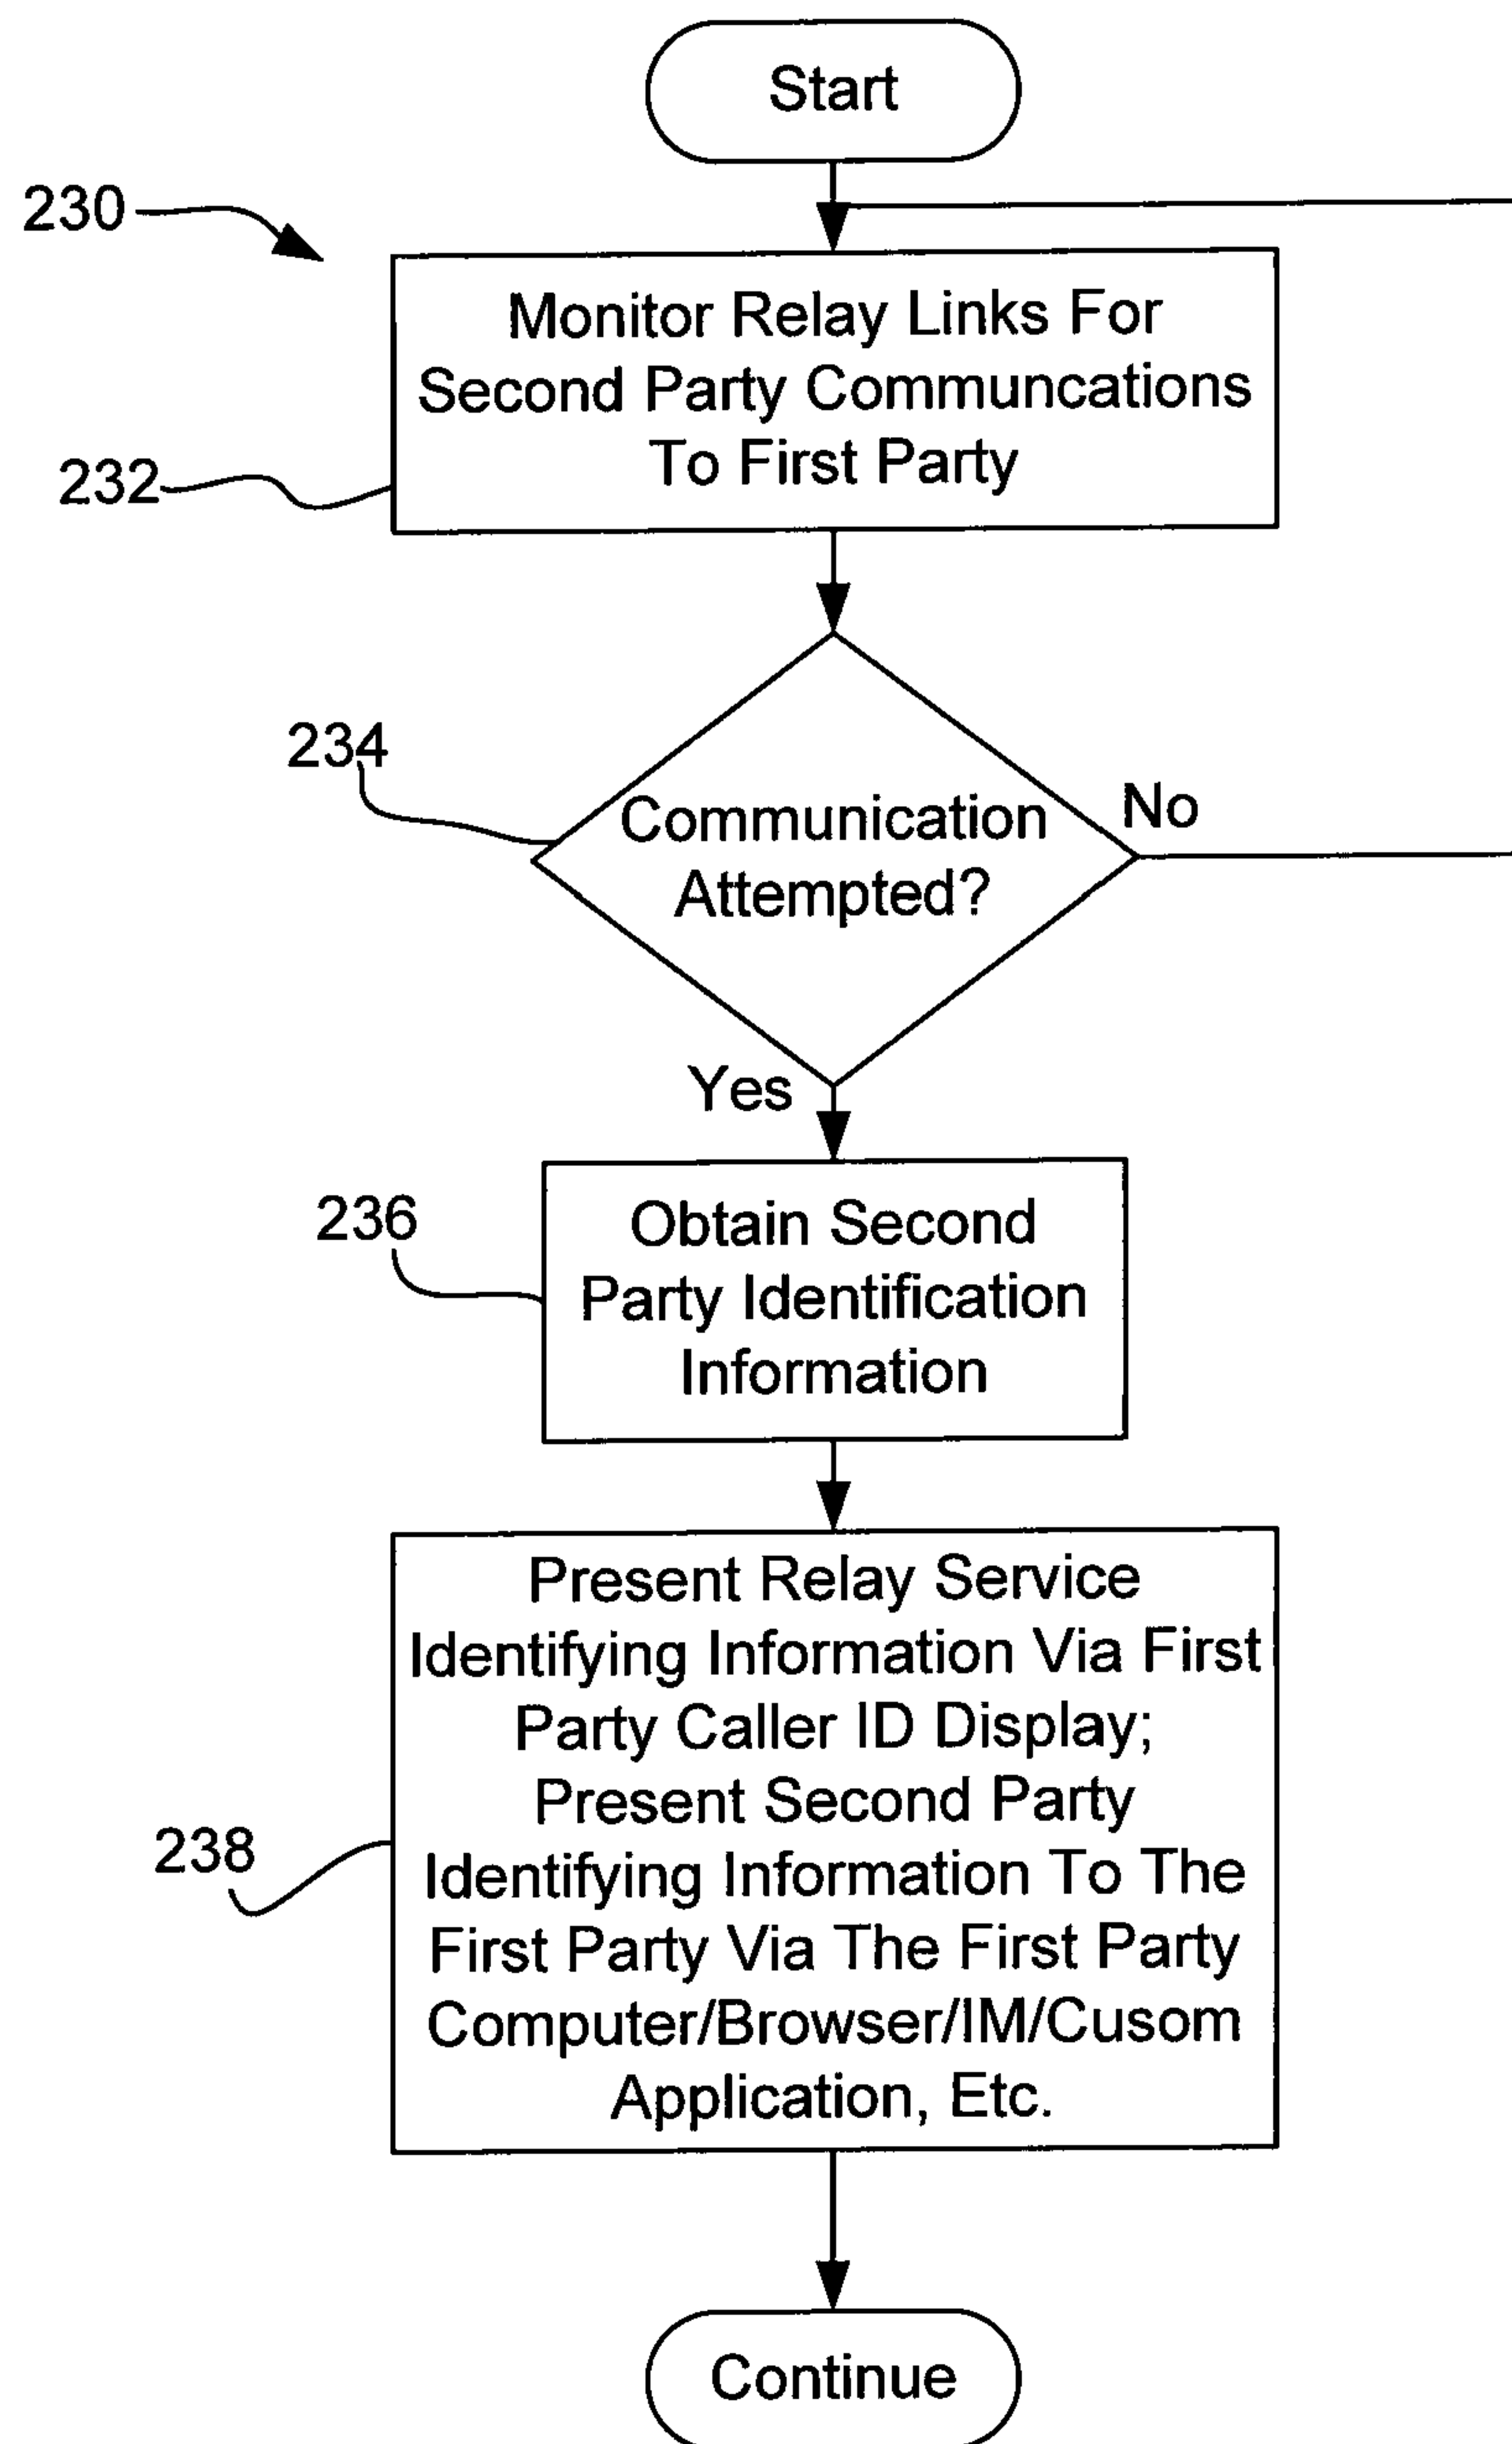 Start
230
Monitor Relay Links For
Second Party Communcations
To First Party
232
234
Communication
Attempted?
No
Yes
236
Obtain Second
Party Identification
Information
Present Relay Service
Identifying Information Via First
Party Caller ID Display;
Present Second Party
Identifying Information To The
First Party Via The First Party
Computer/Browser/IM/Cusom
Application, Etc.
238
Continue